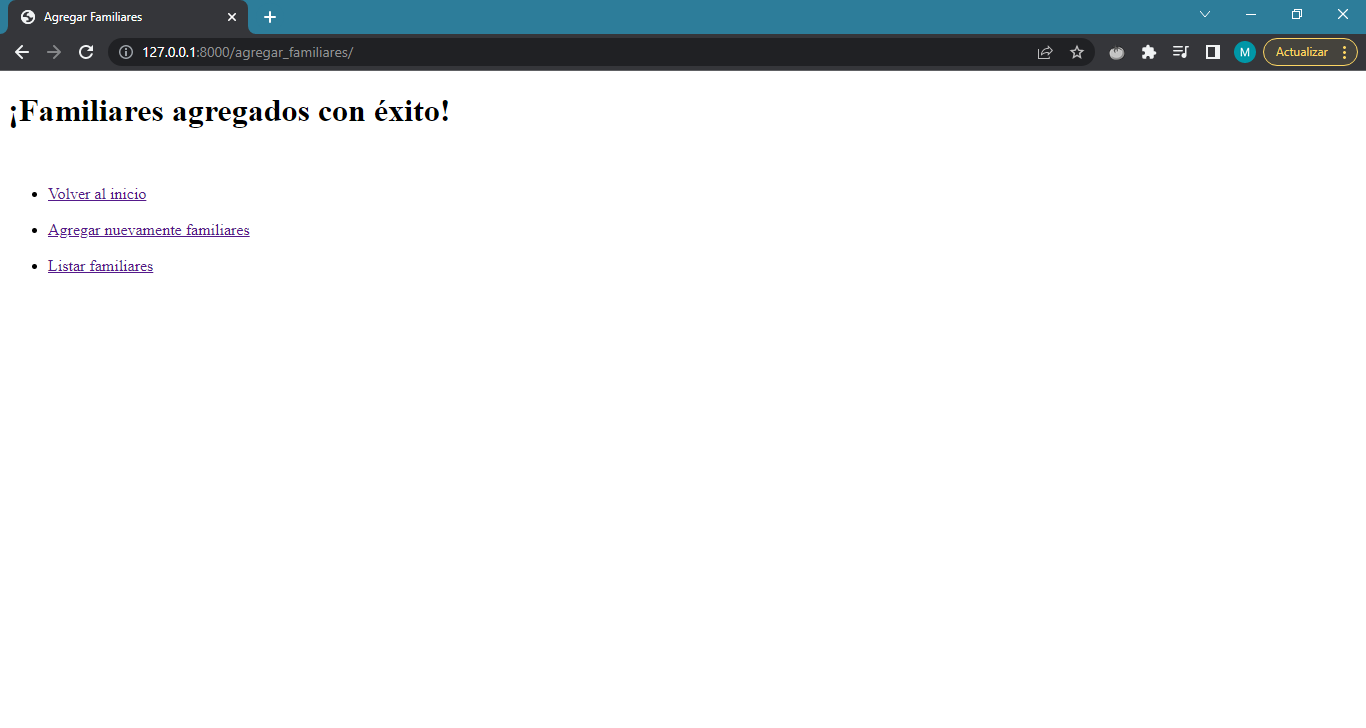 Agregar Familiares
127.0.0.1:8000/agregar_familiares/
M
Actualizar
¡Familiares agregados con éxito!
Volver al inicio
Agregar nuevamente familiares
Listar familiares